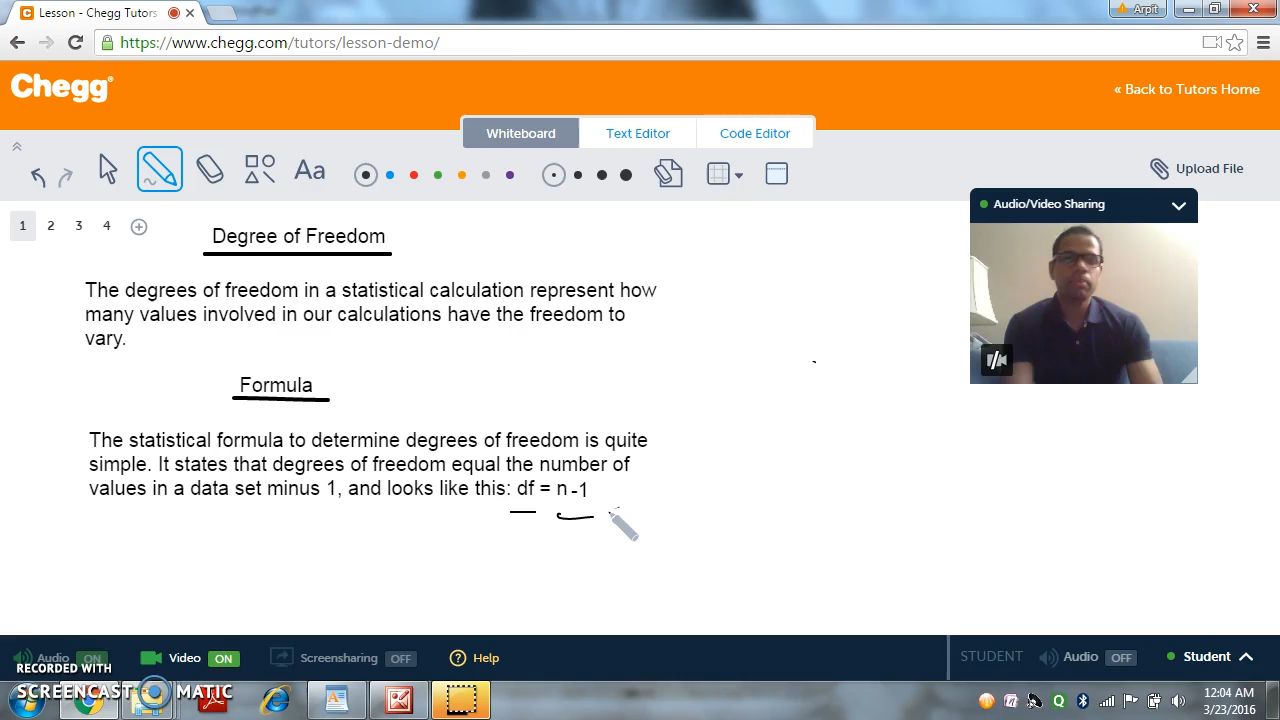 Lesson - Chegg Tutors
Arpit
https://www.chegg.com/tutors/lesson-demo/
Chegg
« Back to Tutors Home
Whiteboard
Text Editor
Code Editor
Aa
Upload File
1 2 3 4
Audio/Video Sharing
Degree of Freedom
The degrees of freedom in a statistical calculation represent how
many values involved in our calculations have the freedom to
vary.
Formula
The statistical formula to determine degrees of freedom is quite
simple. It states that degrees of freedom equal the number of
values in a data set minus 1, and looks like this: df = n -1
Audio ON
Video ON
Screensharing OFF
? Help
STUDENT
Audio OFF
Student
RECORDED WITH
SCREENCAST MATIC
12:04 AM
3/23/2016